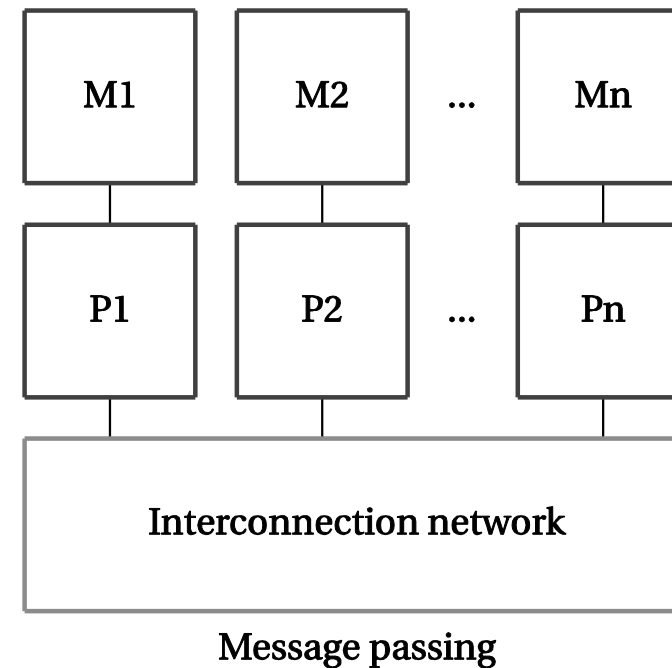 M1 M2 ... Mn
P1 P2 ... Pn
Interconnection network
Message passing